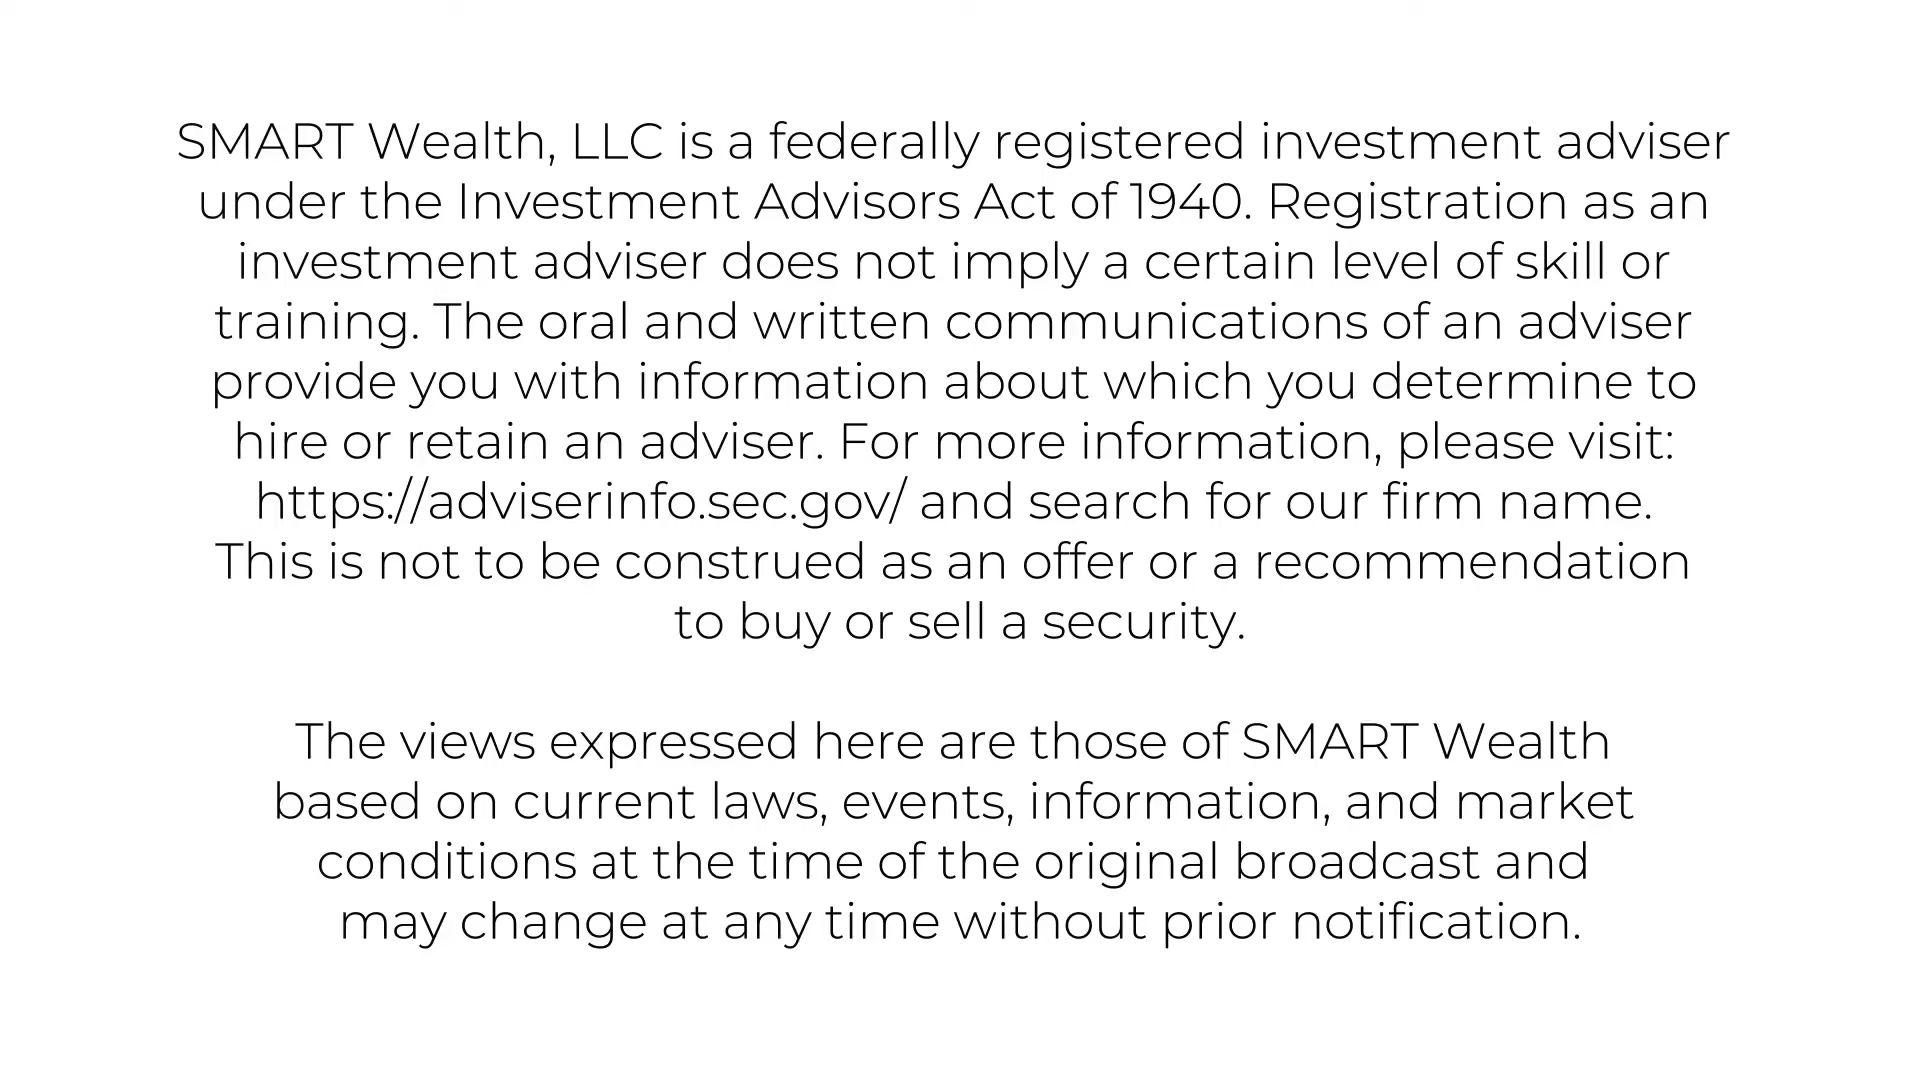 SMART Wealth, LLC is a federally registered investment adviser
under the Investment Advisors Act of 1940. Registration as an
investment adviser does not imply a certain level of skill or
training. The oral and written communications of an adviser
provide you with information about which you determine to
hire or retain an adviser. For more information, please visit:
https://adviserinfo.sec.gov/ and search for our firm name.
This is not to be construed as an offer or a recommendation
to buy or sell a security.
The views expressed here are those of SMART Wealth
based on current laws, events, information, and market
conditions at the time of the original broadcast and
may change at any time without prior notification.